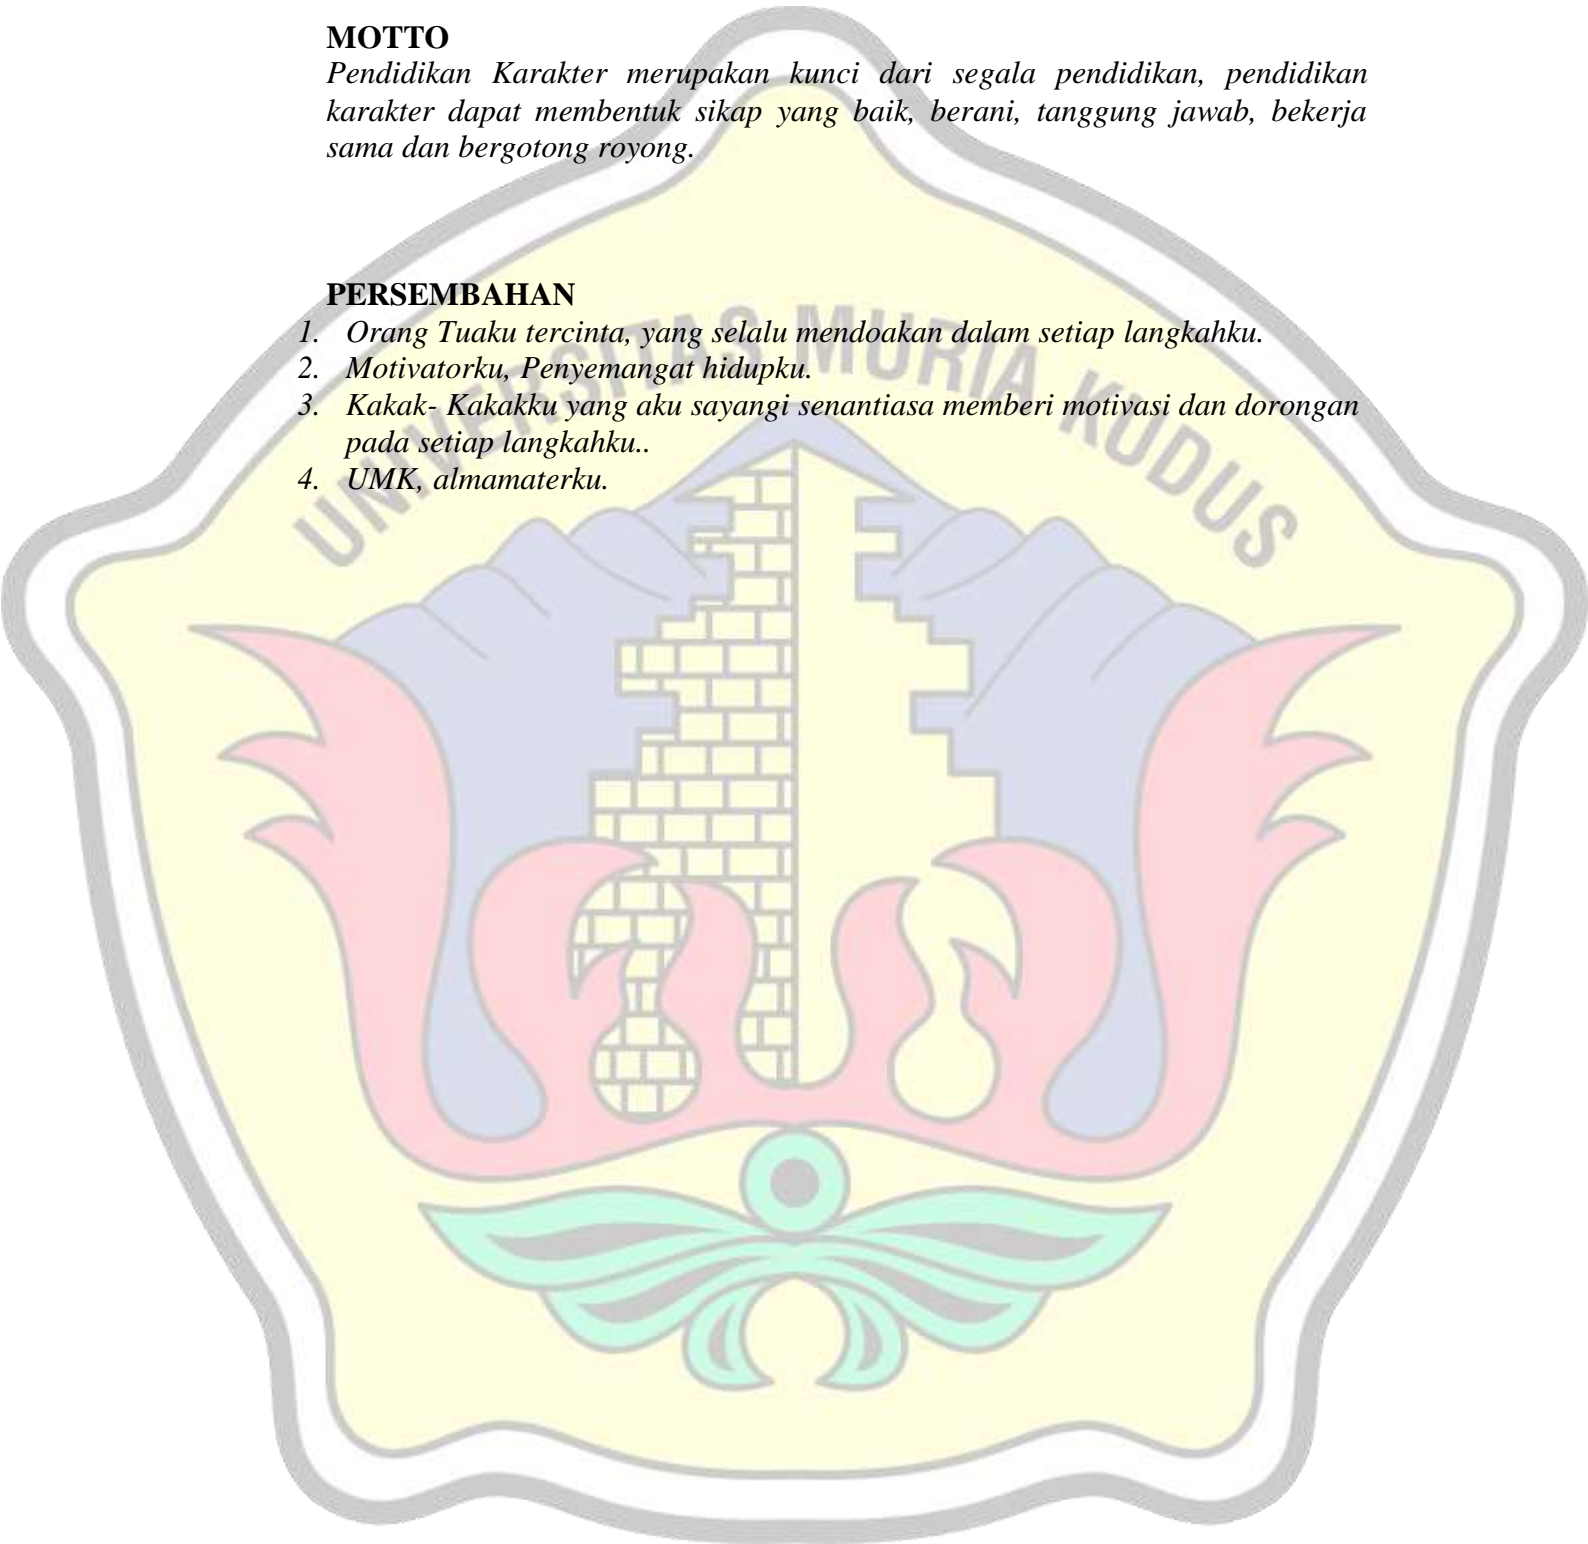 MOTTO
Pendidikan Karakter merupakan kunci dari segala pendidikan, pendidikan
karakter dapat membentuk sikap yang baik, berani, tanggung jawab, bekerja
sama dan bergotong royong.
PERSEMBAHAN
1. Orang Tuaku tercinta, yang selalu mendoakan dalam setiap langkahku.
2. Motivatorku, Penyemangat hidupku.
3. Kakak- Kakakku yang aku sayangi senantiasa memberi motivasi dan dorongan
pada setiap langkahku..
4. UMK, almamaterku.
UNIVERSITAS MURIA KUDUS